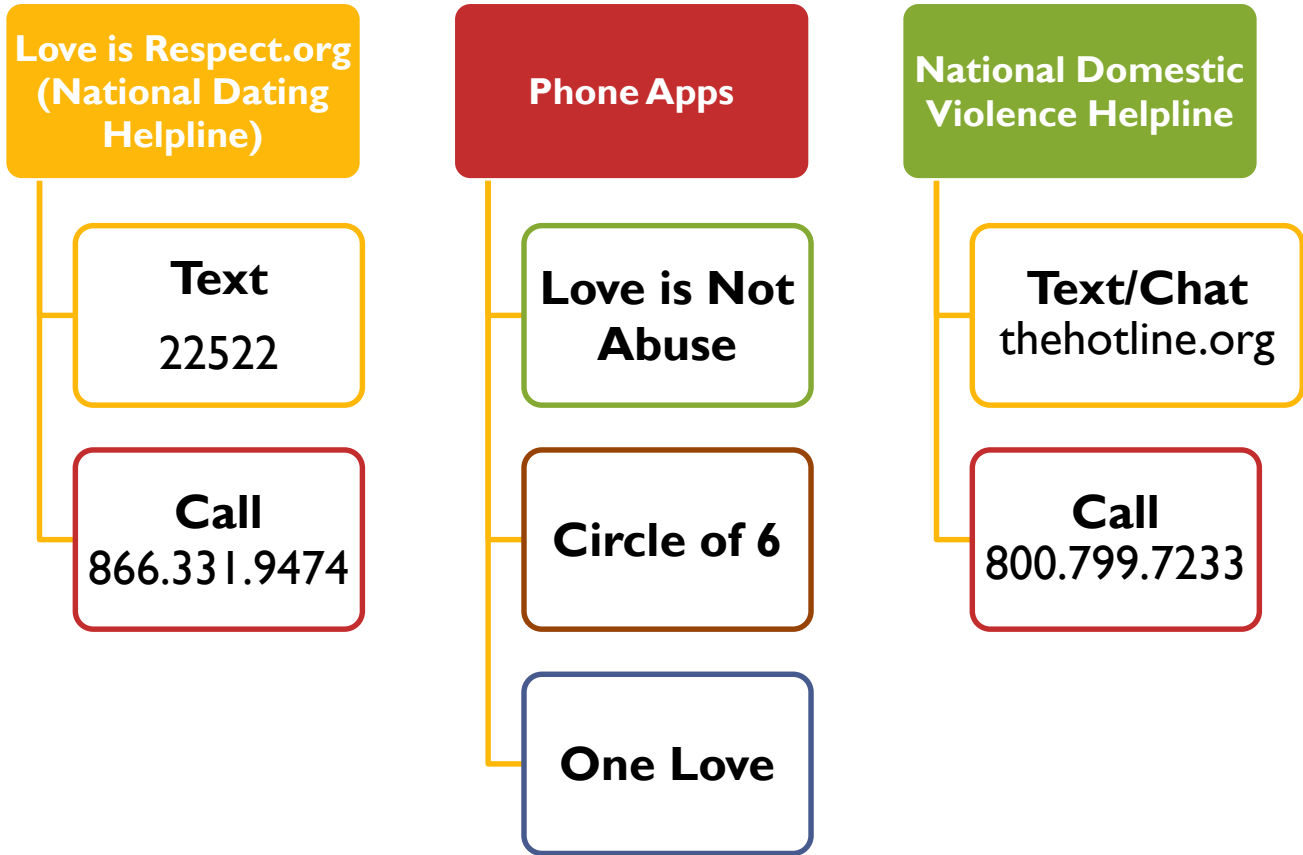 Love is Respect.org
(National Dating
Helpline)
Text
22522
Call
866.331.9474
Phone Apps
Love is Not
Abuse
Circle of 6
One Love
National Domestic
Violence Helpline
Text/Chat
thehotline.org
Call
800.799.7233